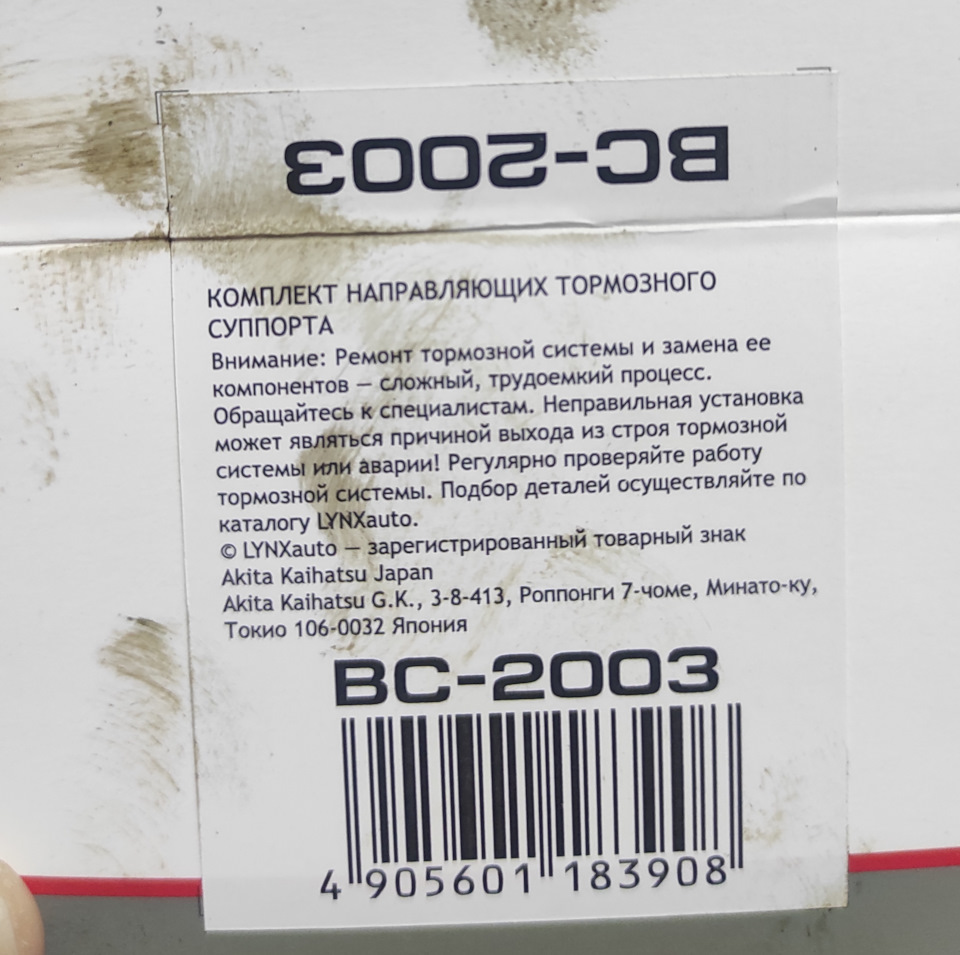 BC-2003
КОМПЛЕКТ НАПРАВЛЯЮЩИХ ТОРМОЗНОГО
СУППОРТА
Внимание: Ремонт тормозной системы и замена ее
компонентов — сложный, трудоемкий процесс.
Обращайтесь к специалистам. Неправильная установка
может являться причиной выхода из строя тормозной
системы или аварии! Регулярно проверяйте работу
тормозной системы. Подбор деталей осуществляйте по
каталогу LYNXauto.
© LYNXauto — зарегистрированный товарный знак
Akita Kaihatsu Japan
Akita Kaihatsu G.K., 3-8-413, Роппонги 7-чоме, Минато-ку,
Токио 106-0032 Япония
BC-2003
4 905601 183908